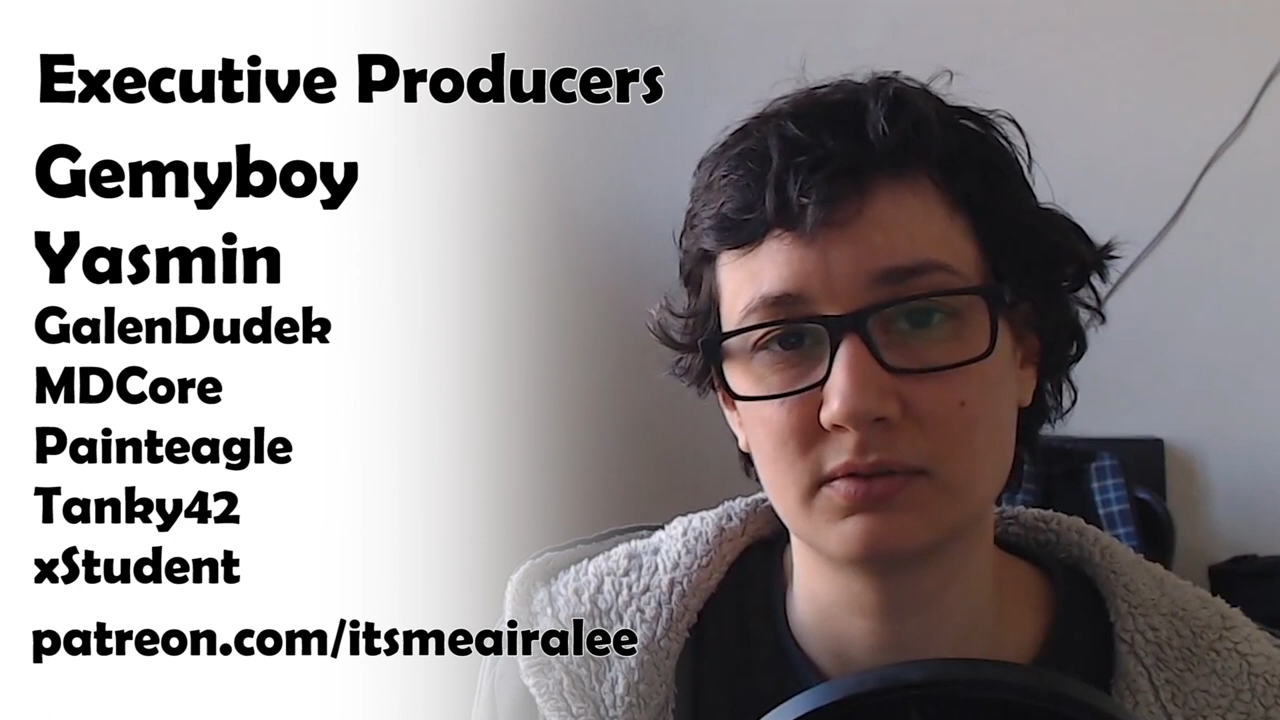 Executive Producers
Gemyboy
Yasmin
GalenDudek
MDCore
Painteagle
Tanky42
xStudent
patreon.com/itsmeairalee